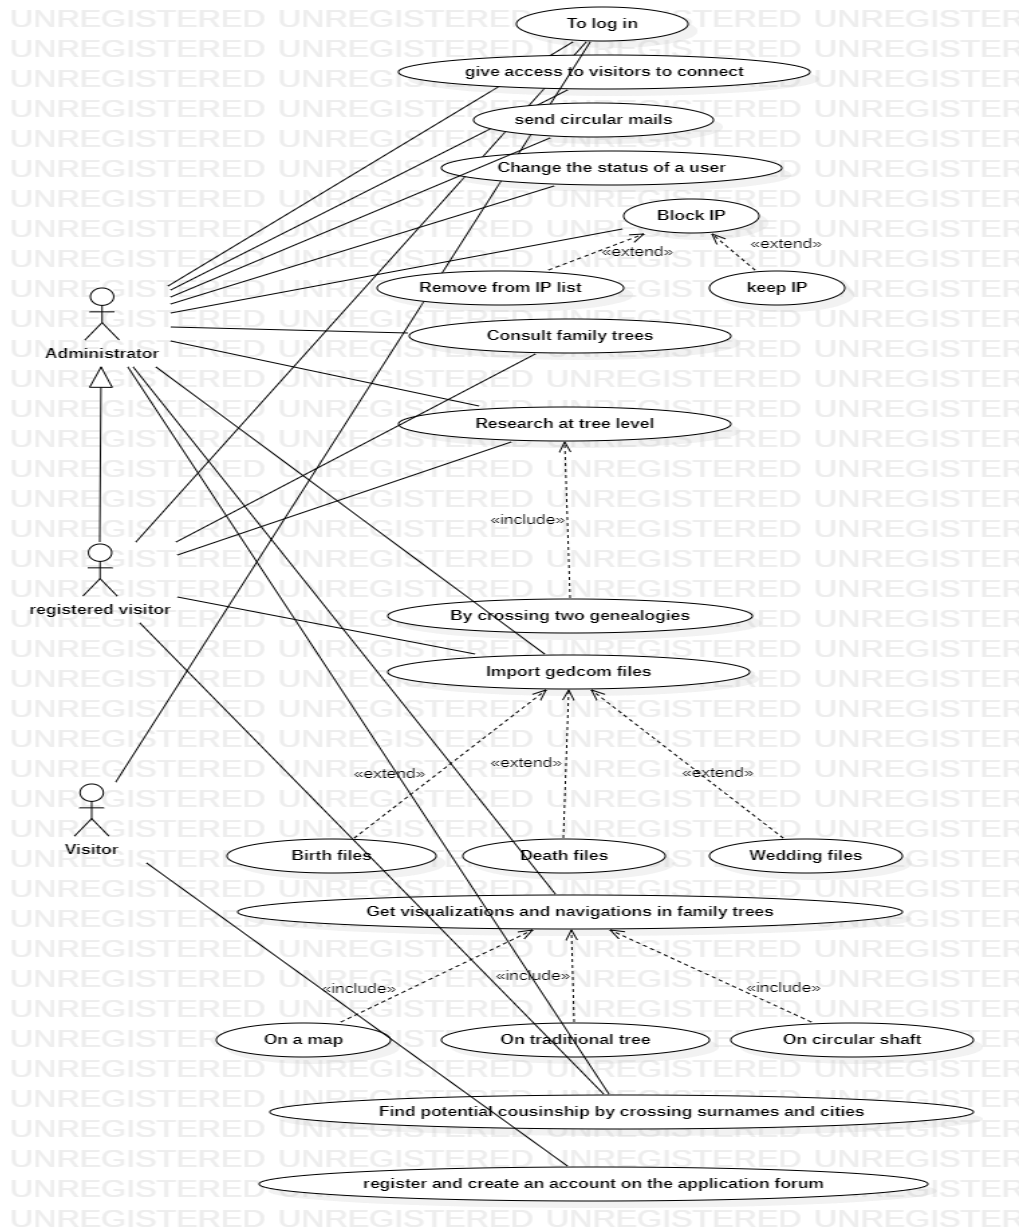 To log in
give access to visitors to connect
send circular mails
Change the status of a user
Block IP
«extend»
«extend»
Remove from IP list
keep IP
Consult family trees
Administrator
Research at tree level
«include»
registered visitor
By crossing two genealogies
Import gedcom files
«extend»
«extend»
«extend»
Visitor
Birth files
Death files
Wedding files
Get visualizations and navigations in family trees
«include»
«include»
«include»
On a map
On traditional tree
On circular shaft
Find potential cousinship by crossing surnames and cities
register and create an account on the application forum
UNREGISTERED UNREGISTERED UNREGISTERED UNREGISTER